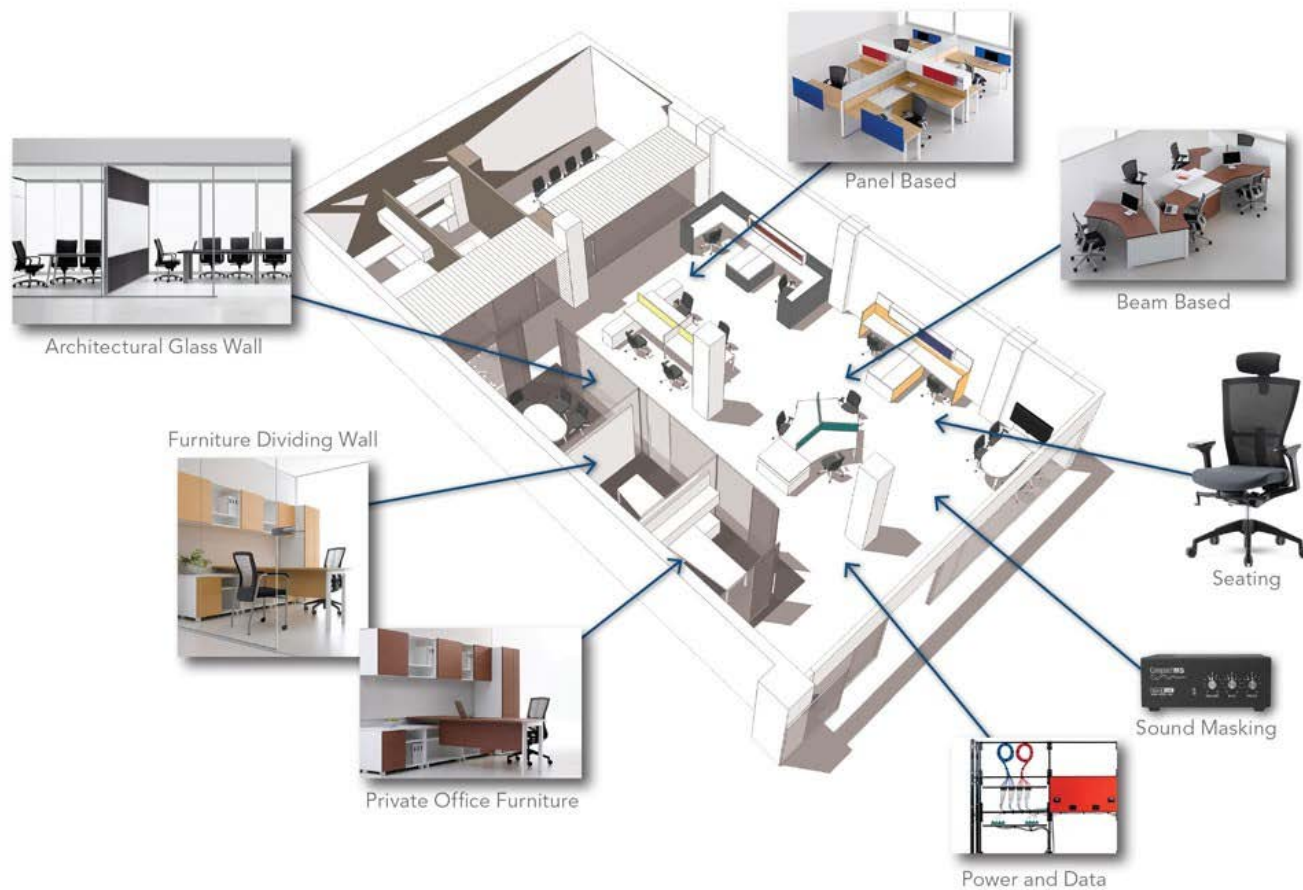 Panel Based
Beam Based
Architectural Glass Wall
Furniture Dividing Wall
Seating
Sound Masking
Private Office Furniture
Power and Data